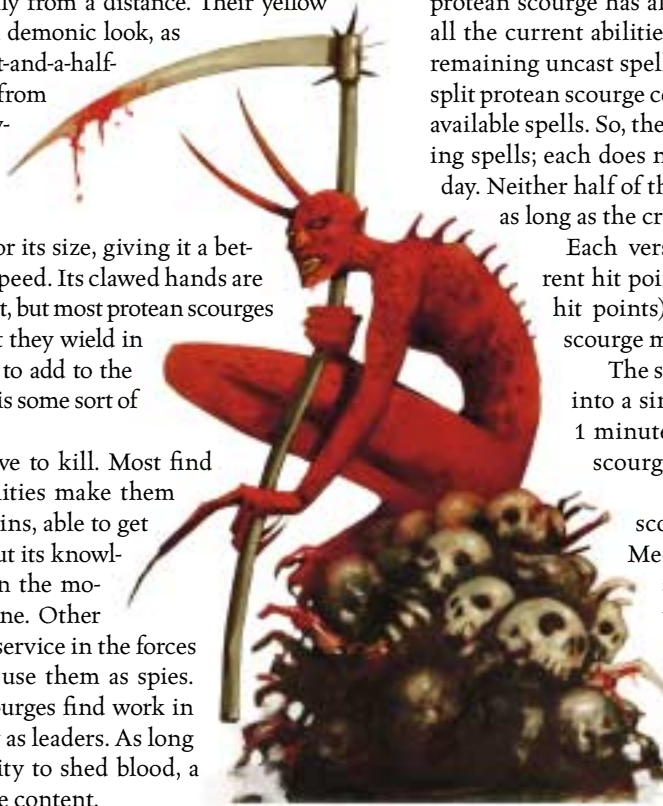 ly from a distance. Their yellow
demonic look, as
t-and-a-half-
from
y-
or its size, giving it a bet-
peed. Its clawed hands are
t, but most protean scourges
t they wield in
to add to the
is some sort of
ve to kill. Most find
lities make them
ins, able to get
ut its knowl-
n the mo-
ne. Other
service in the forces
use them as spies.
urges find work in
y as leaders. As long
ity to shed blood, a
e content.
protean scourge has al
all the current abilitie
remaining uncast spell
split protean scourge c
available spells. So, the
ing spells; each does n
day. Neither half of th
as long as the cr
Each vers
rent hit poi
hit points)
scourge m
The s
into a sin
1 minute
scourg
sco
Me